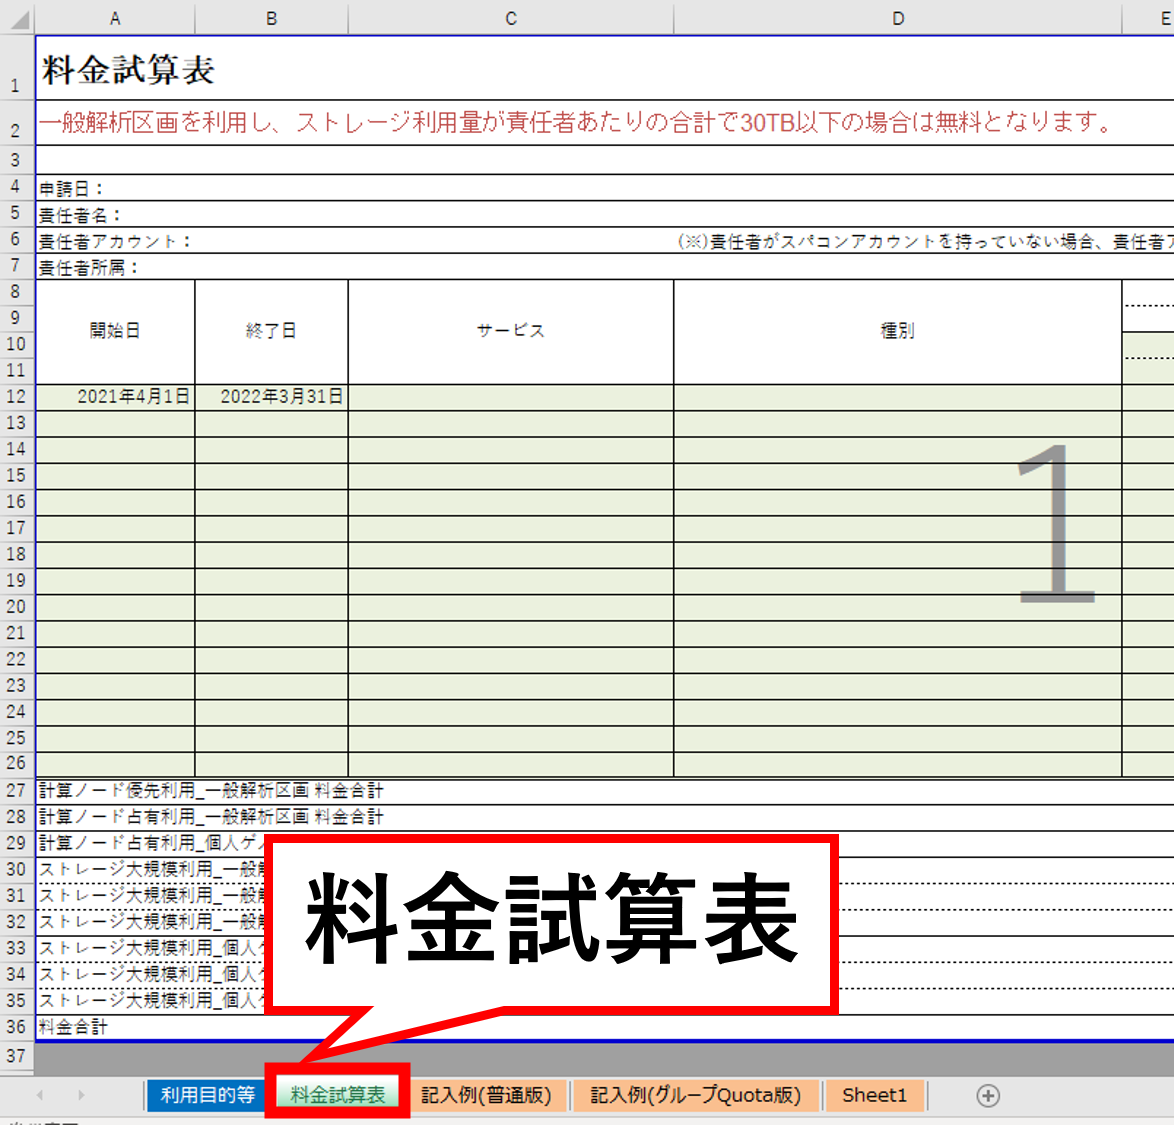 A B C D E
1 料金試算表
2 一般解析区画を利用し、ストレージ利用量が責任者あたりの合計で30TB以下の場合は無料となります。
3
4 申請日：
5 責任者名：
6 責任者アカウント： (※)責任者がスパコンアカウントを持っていない場合、責任者ア
7 責任者所属：
8
9 開始日 終了日 サービス 種別
10
11
12 2021年4月1日 2022年3月31日
13
14
15
16
17
18
19
20
21
22
23
24
25
26
1
27 計算ノード優先利用_一般解析区画 料金合計
28 計算ノード占有利用_一般解析区画 料金合計
29 計算ノード占有利用_個人ゲノ
30 ストレージ大規模利用_一般解
31 ストレージ大規模利用_一般解
32 ストレージ大規模利用_一般解
33 ストレージ大規模利用_個人ゲ
34 ストレージ大規模利用_個人ゲ
35 ストレージ大規模利用_個人ゲ
36 料金合計
37
料金試算表
利用目的等 料金試算表 記入例(普通版) 記入例(グループQuota版) Sheet1